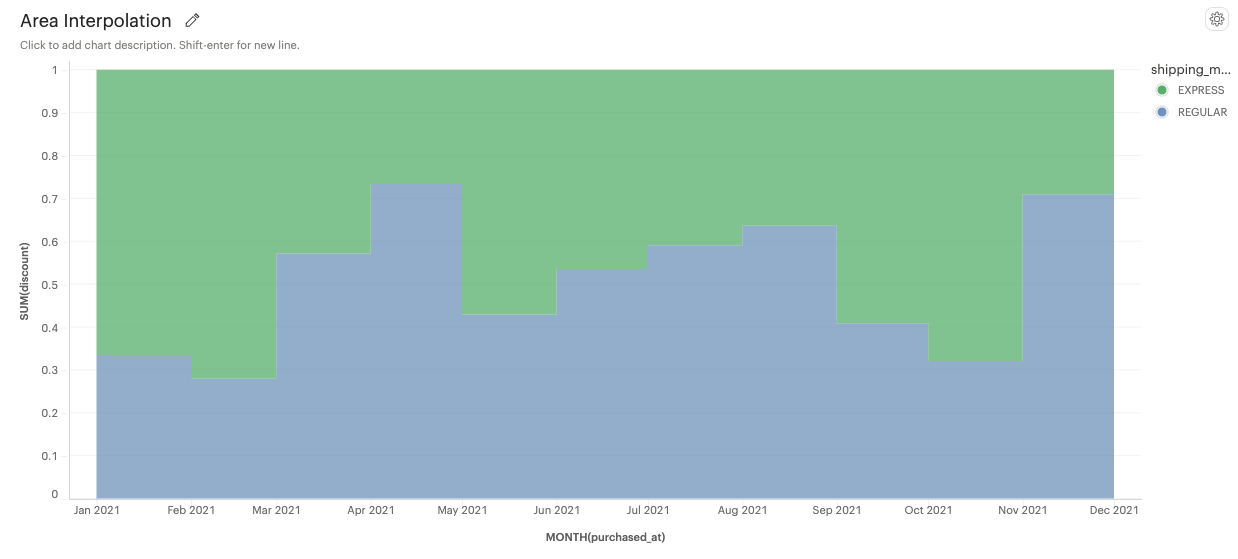 Area Interpolation
Click to add chart description. Shift-enter for new line.
shipping_m...
EXPRESS
REGULAR
SUM(discount)
1
0.9
0.8
0.7
0.6
0.5
0.4
0.3
0.2
0.1
0
Jan 2021 Feb 2021 Mar 2021 Apr 2021 May 2021 Jun 2021 Jul 2021 Aug 2021 Sep 2021 Oct 2021 Nov 2021 Dec 2021
MONTH(purchased_at)